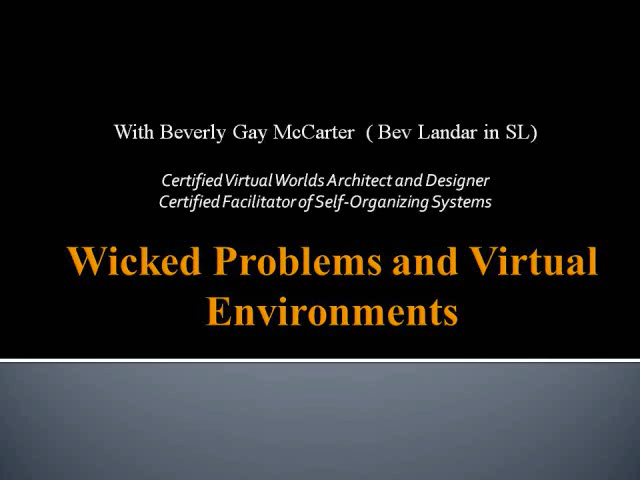 With Beverly Gay McCarter ( Bev Landar in SL)
Certified Virtual Worlds Architect and Designer
Certified Facilitator of Self-Organizing Systems
Wicked Problems and Virtual
Environments